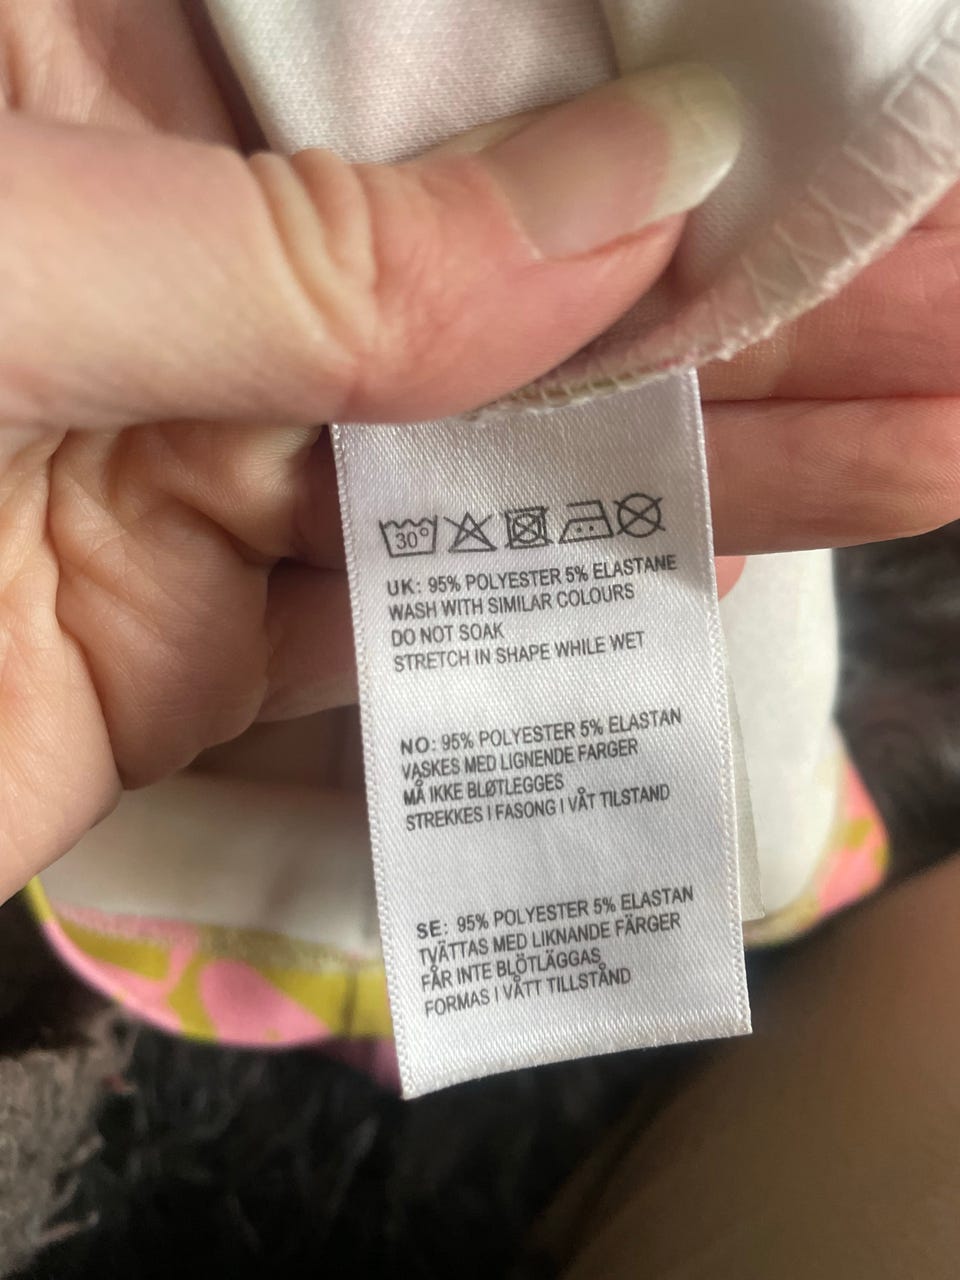 30°
UK: 95% POLYESTER 5% ELASTANE
WASH WITH SIMILAR COLOURS
DO NOT SOAK
STRETCH IN SHAPE WHILE WET
NO: 95% POLYESTER 5% ELASTAN
VASKES MED LIGNENDE FARGER
MÅ IKKE BLØTLEGGES
STREKKES I FASONG I VÅT TILSTAND
SE: 95% POLYESTER 5% ELASTAN
TVÄTTAS MED LIKNANDE FÄRGER
FÅR INTE BLÖTLÄGGAS
FORMAS I VÅTT TILLSTÅND